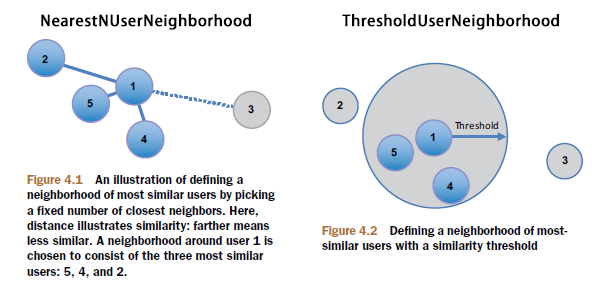 NearestNUserNeighborhood
2
1
5
3
4
Figure 4.1 An illustration of defining a
neighborhood of most similar users by picking
a fixed number of closest neighbors. Here,
distance illustrates similarity: farther means
less similar. A neighborhood around user 1 is
chosen to consist of the three most similar
users: 5, 4, and 2.
ThresholdUserNeighborhood
2
Threshold
1
5
3
4
Figure 4.2 Defining a neighborhood of most-
similar users with a similarity threshold